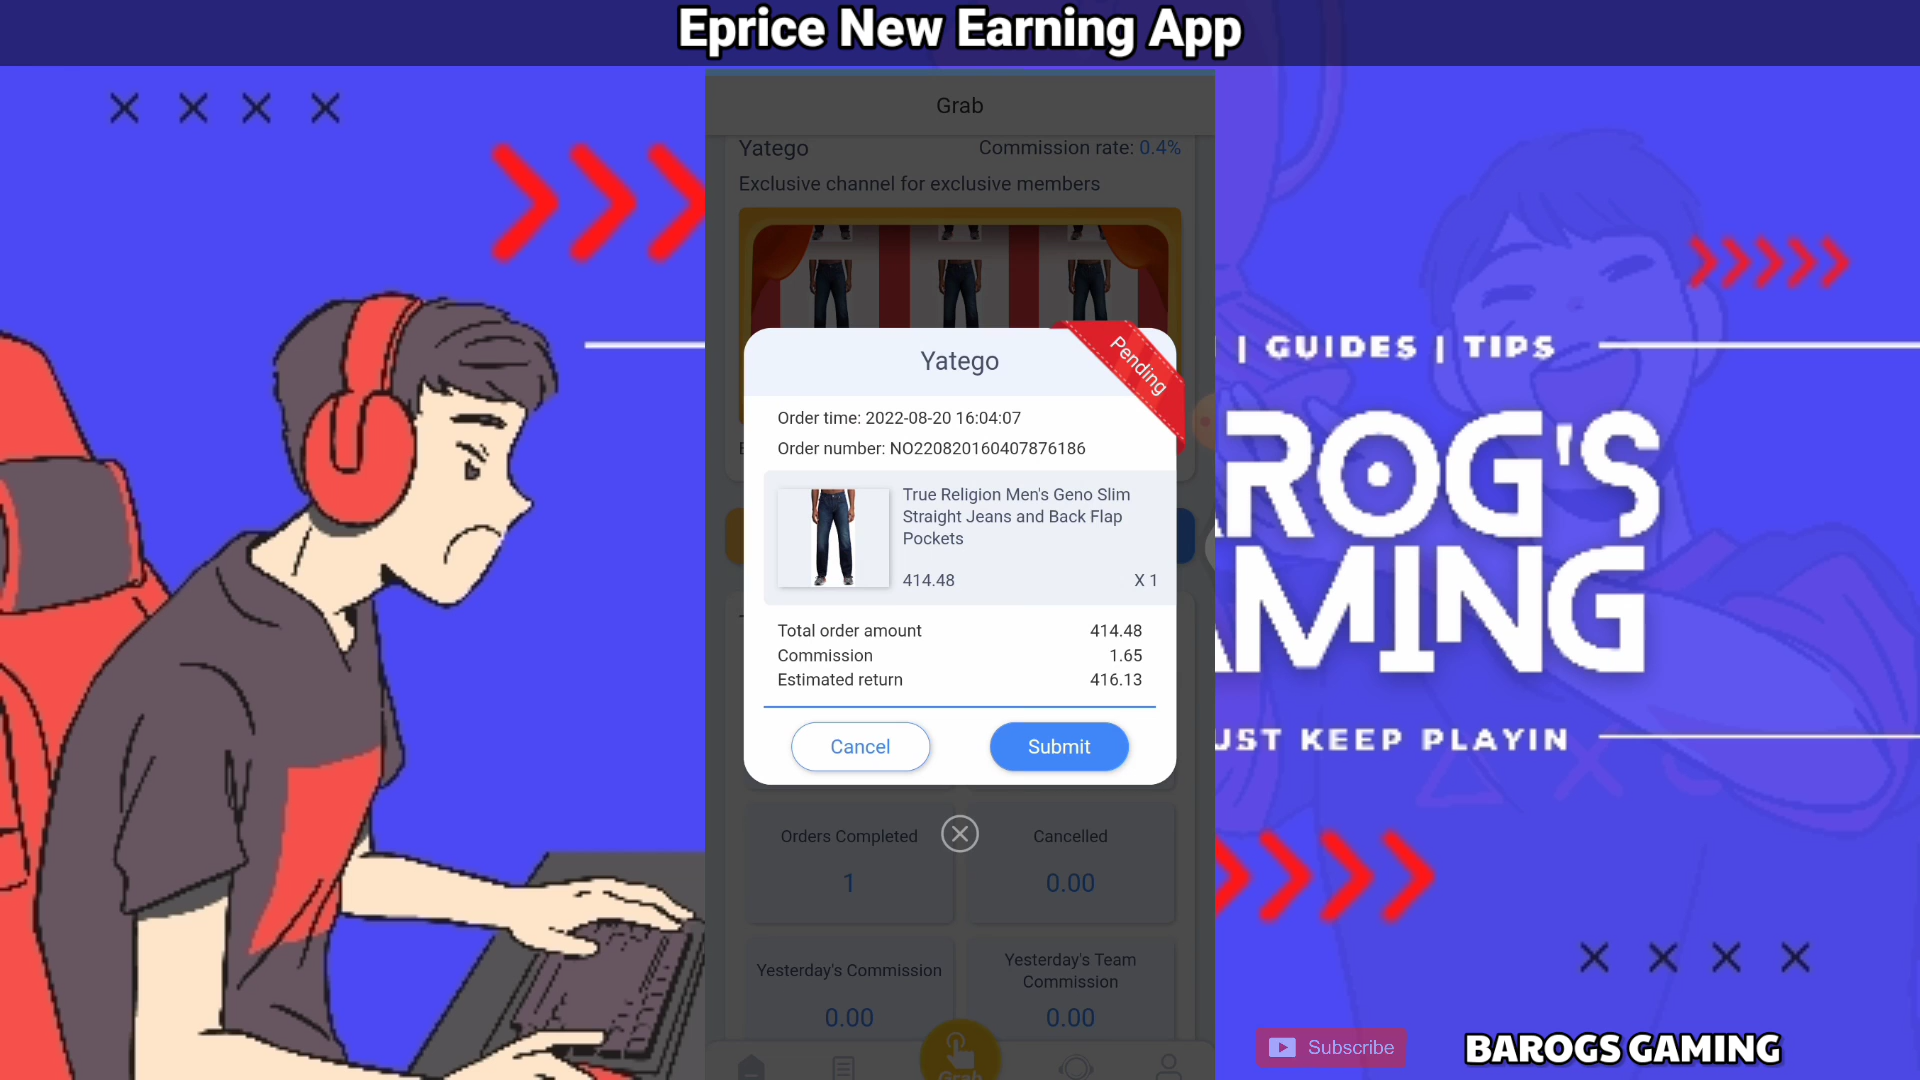 Eprice New Earning App
Grab
Yatego
Commission rate: 0.4%
Exclusive channel for exclusive members
Yatego
Pending
Order time: 2022-08-20 16:04:07
Order number: NO220820160407876186
True Religion Men's Geno Slim
Straight Jeans and Back Flap
Pockets
414.48
X 1
Total order amount
414.48
Commission
1.65
Estimated return
416.13
Cancel
Submit
Orders Completed
1
Cancelled
0.00
Yesterday's Commission
0.00
Yesterday's Team
Commission
0.00
Grab
| GUIDES | TIPS
ROG'S
AMING
UST KEEP PLAYIN
Subscribe
BAROGS GAMING